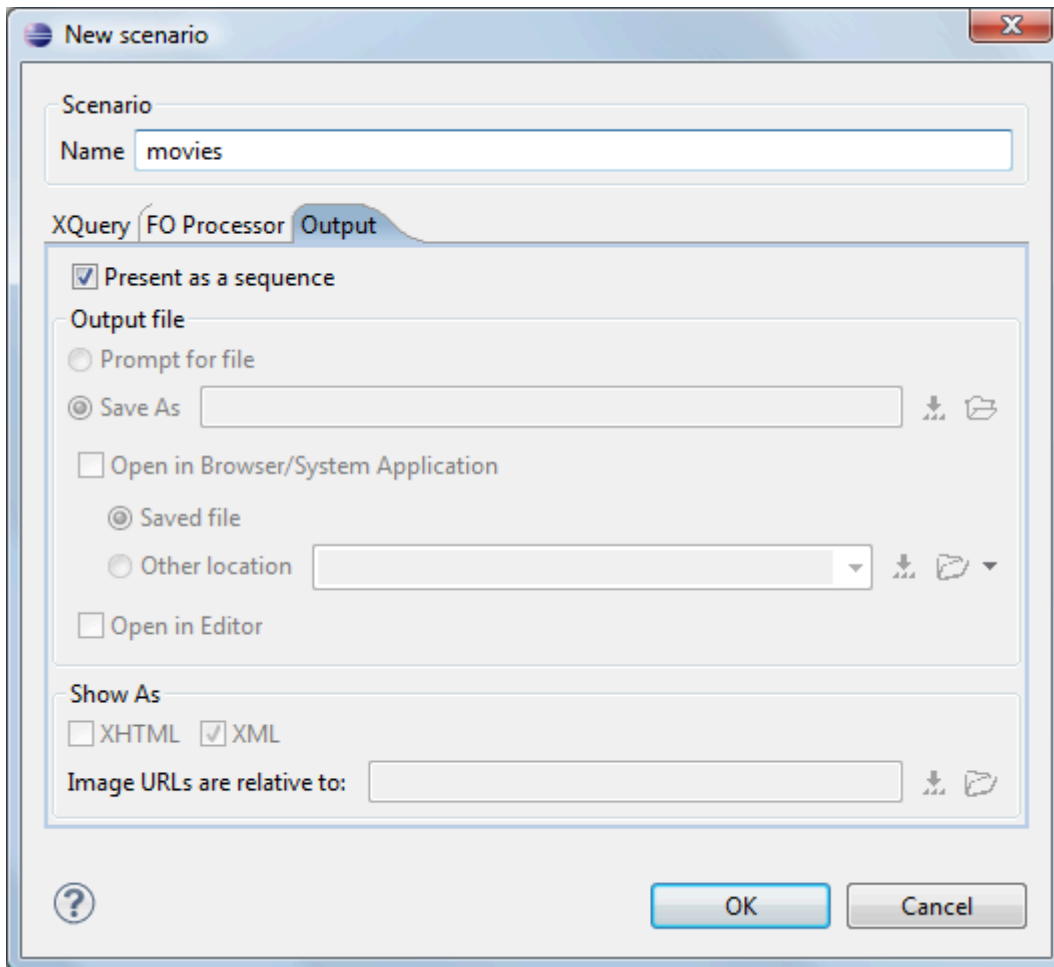 New scenario
Scenario
Name movies
XQuery FO Processor Output
Present as a sequence
Output file
Prompt for file
Save As
Open in Browser/System Application
Saved file
Other location
Open in Editor
Show As
XHTML XML
Image URLs are relative to:
? OK Cancel